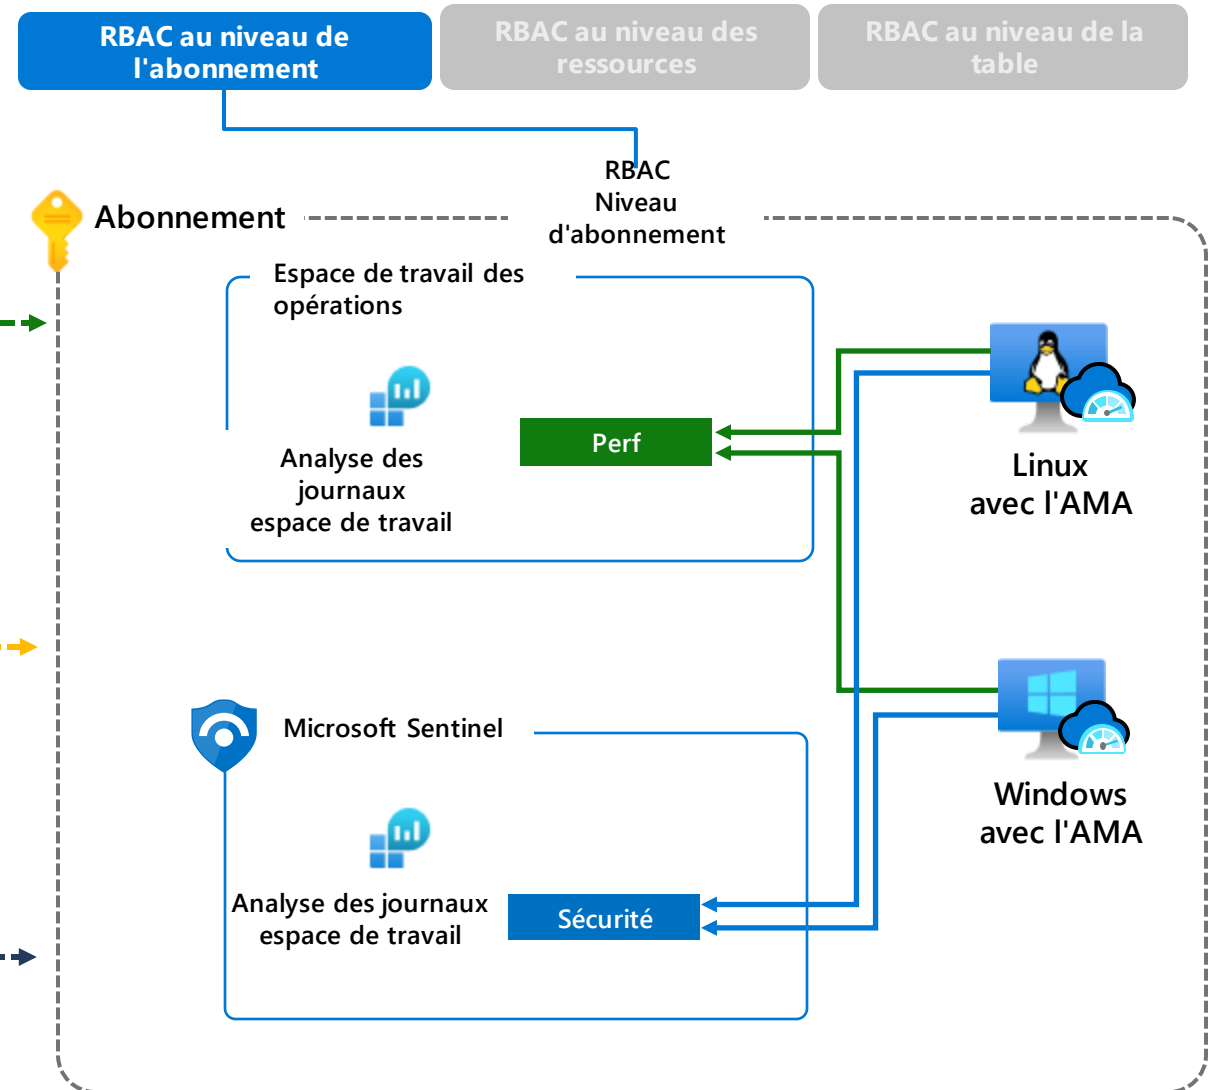 RBAC au niveau de
l'abonnement
RBAC au niveau des
ressources
RBAC au niveau de la
table
RBAC
Niveau
d'abonnement
Abonnement
Espace de travail des
opérations
Analyse des
journaux
espace de travail
Perf
Linux
avec l'AMA
Microsoft Sentinel
Windows
avec l'AMA
Analyse des journaux
espace de travail
Sécurité